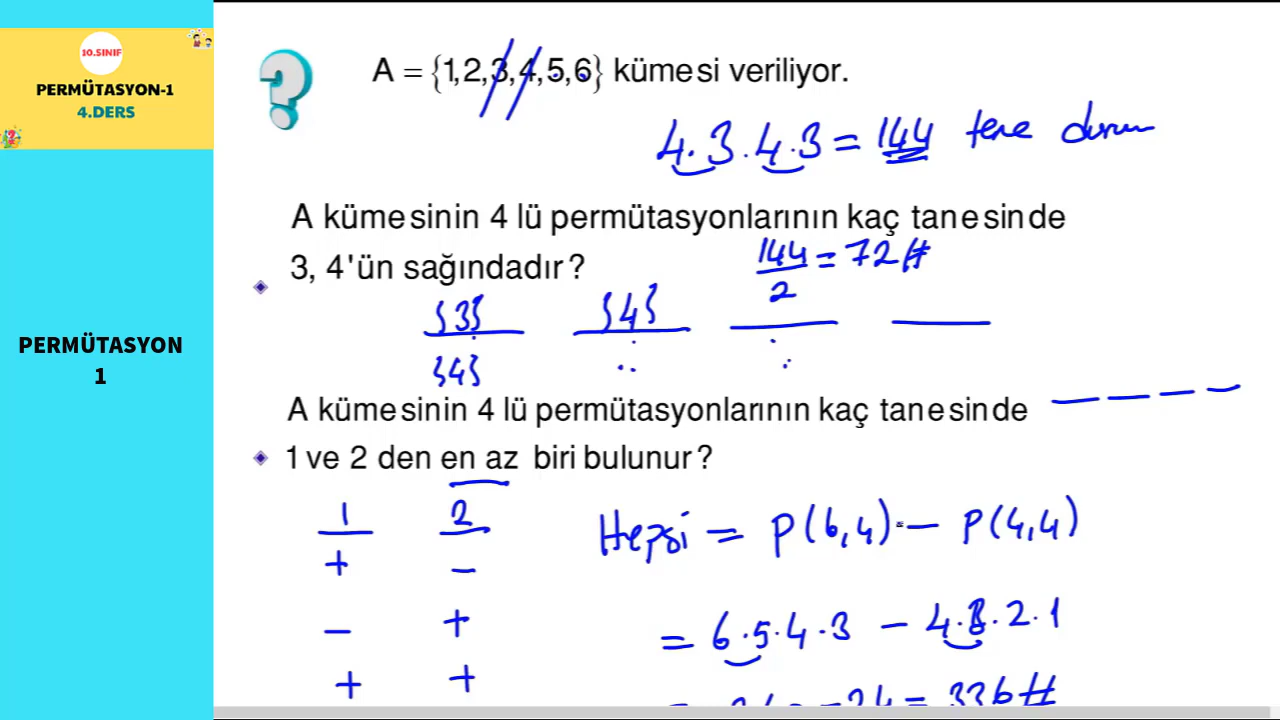 10.SINIF
PERMÜTASYON-1
4.DERS
PERMÜTASYON
1
A = {1,2,3,4,5,6} kümesi veriliyor.
4.3.4.3 = 144 tane durum
A kümesinin 4 lü permütasyonlarının kaç tanesinde
3, 4'ün sağındadır?
144/2 = 72 //
{3} {4}
{4}
A kümesinin 4 lü permütasyonlarının kaç tanesinde
1 ve 2 den en az biri bulunur?
1 2
+ −
− +
+ +
Hepsi = P(6,4) − P(4,4)
= 6.5.4.3 − 4.3.2.1
= 360 − 24 = 336 //